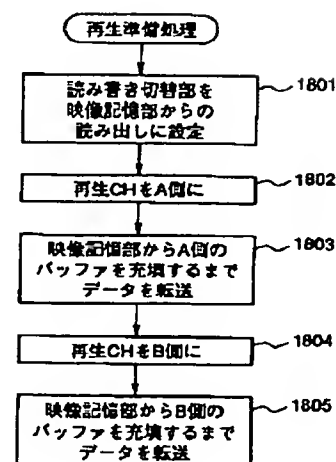 再生準備処理
読み書き切替部を
映像記憶部からの
読み出しに設定
1801
再生CHをA側に
1802
映像記憶部からA側の
バッファを充填するまで
データを転送
1803
再生CHをB側に
1804
映像記憶部からB側の
バッファを充填するまで
データを転送
1805